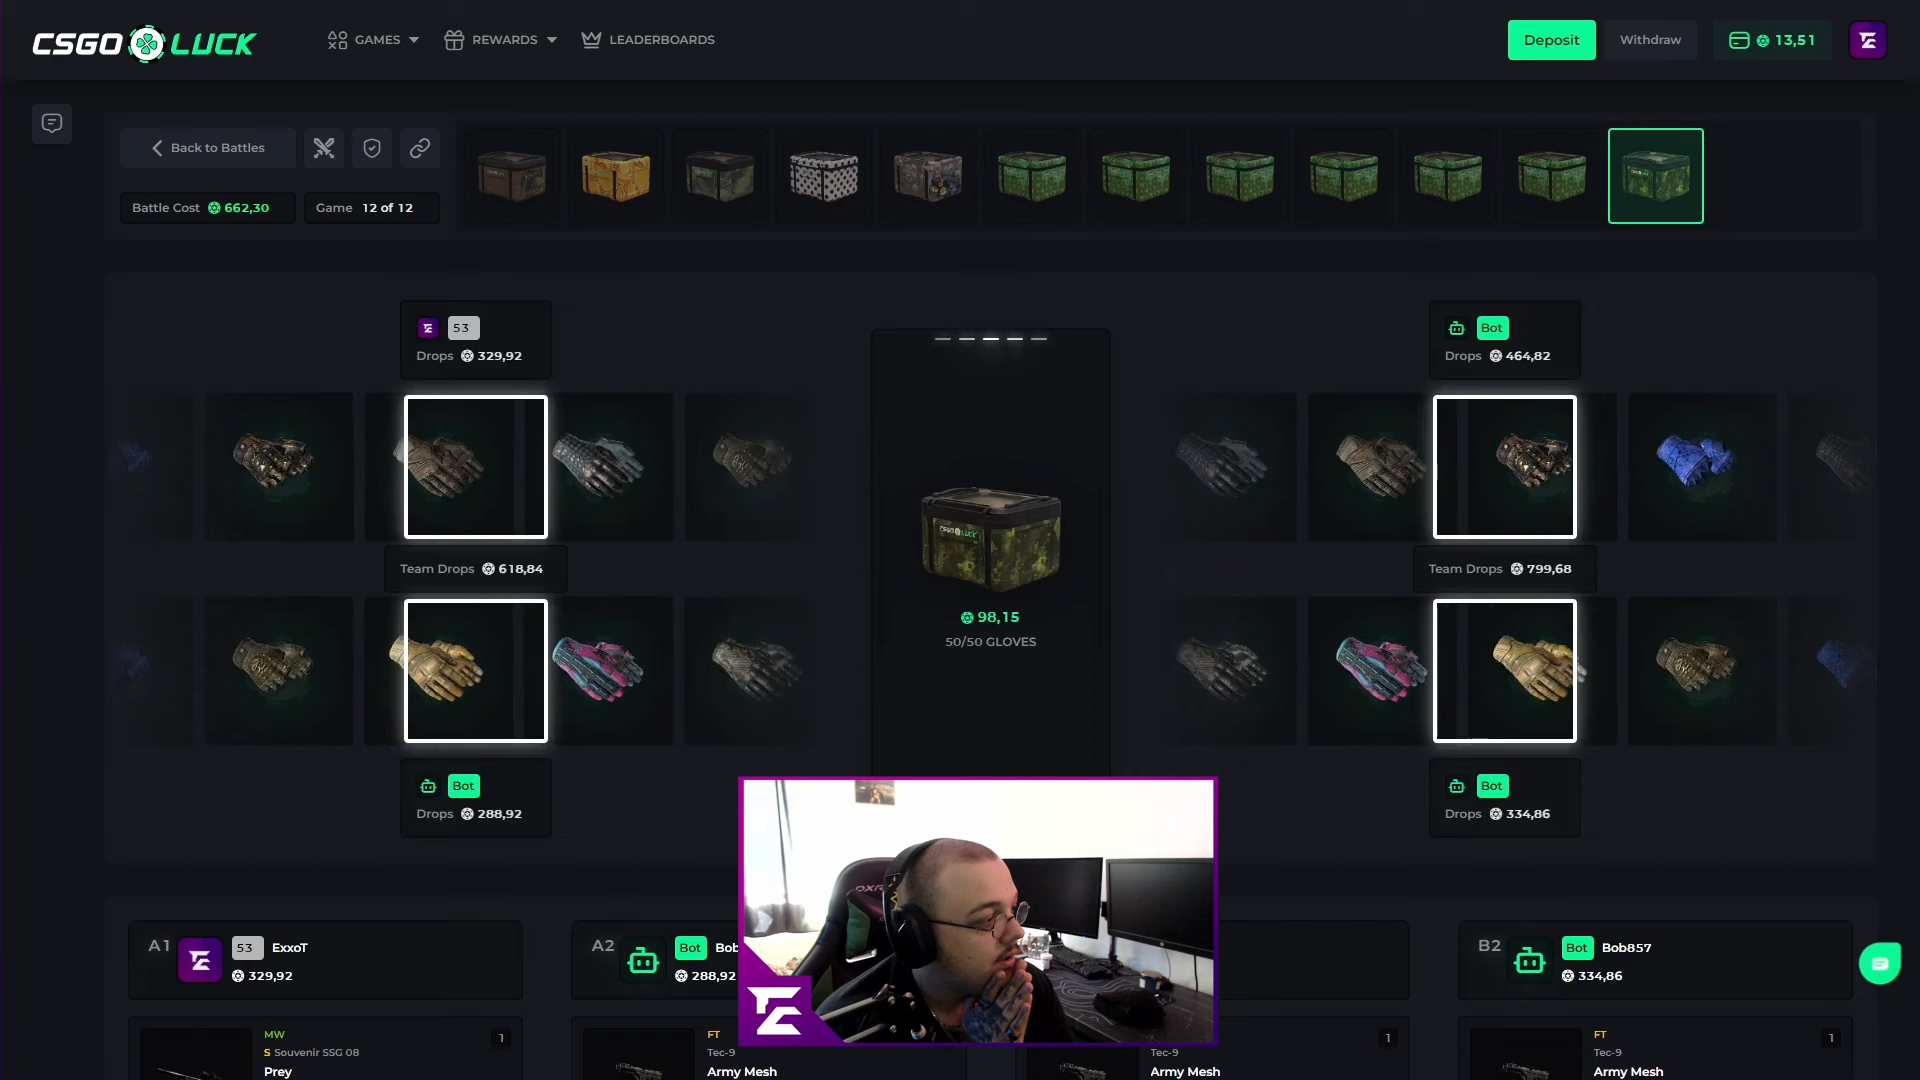 CSGO LUCK
GAMES
REWARDS
LEADERBOARDS
Deposit
Withdraw
13,51
Back to Battles
Battle Cost 662,30
Game 12 of 12
53
Drops 329,92
Bot
Drops 464,82
Team Drops 618,84
Team Drops 799,68
CSGO LUCK
98,15
50/50 GLOVES
Bot
Drops 288,92
Bot
Drops 334,86
A1 53 ExxoT
329,92
A2 Bot Bob
288,92
B2 Bot Bob857
334,86
MW 1
S Souvenir SSG 08
Prey
FT
Tec-9
Army Mesh
1
Tec-9
Army Mesh
FT 1
Tec-9
Army Mesh